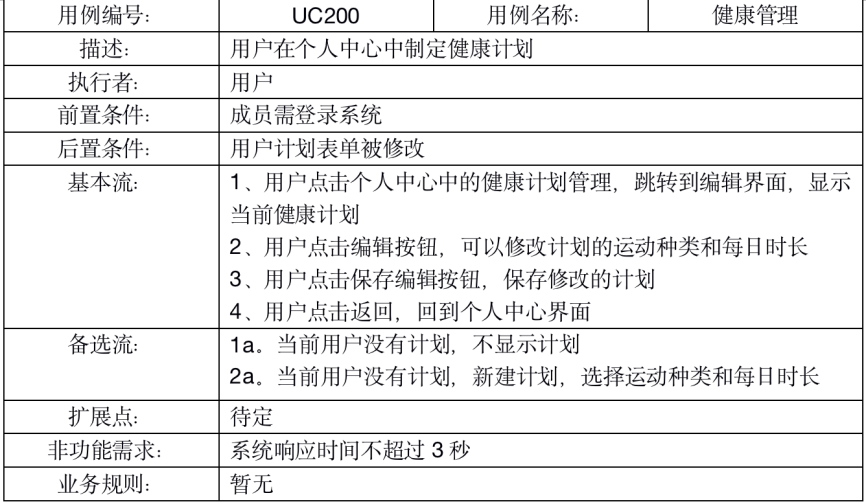 用例编号： UC200 用例名称： 健康管理
描述： 用户在个人中心中制定健康计划
执行者： 用户
前置条件： 成员需登录系统
后置条件： 用户计划表单被修改
基本流： 1、用户点击个人中心中的健康计划管理，跳转到编辑界面，显示
当前健康计划
2、用户点击编辑按钮，可以修改计划的运动种类和每日时长
3、用户点击保存编辑按钮，保存修改的计划
4、用户点击返回，回到个人中心界面
备选流： 1a。当前用户没有计划，不显示计划
2a。当前用户没有计划，新建计划，选择运动种类和每日时长
扩展点： 待定
非功能需求： 系统响应时间不超过 3 秒
业务规则： 暂无